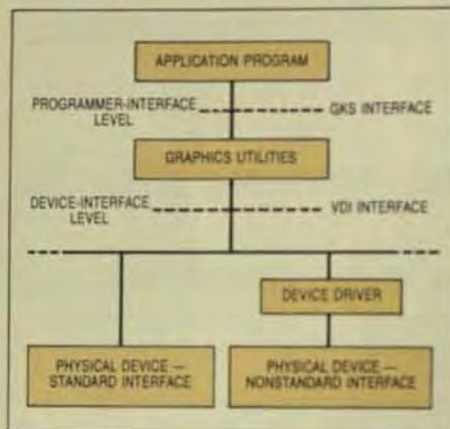 APPLICATION PROGRAM
PROGRAMMER-INTERFACE
LEVEL
GKS INTERFACE
GRAPHICS UTILITIES
DEVICE-INTERFACE
LEVEL
VDI INTERFACE
DEVICE DRIVER
PHYSICAL DEVICE —
STANDARD INTERFACE
PHYSICAL DEVICE —
NONSTANDARD INTERFACE